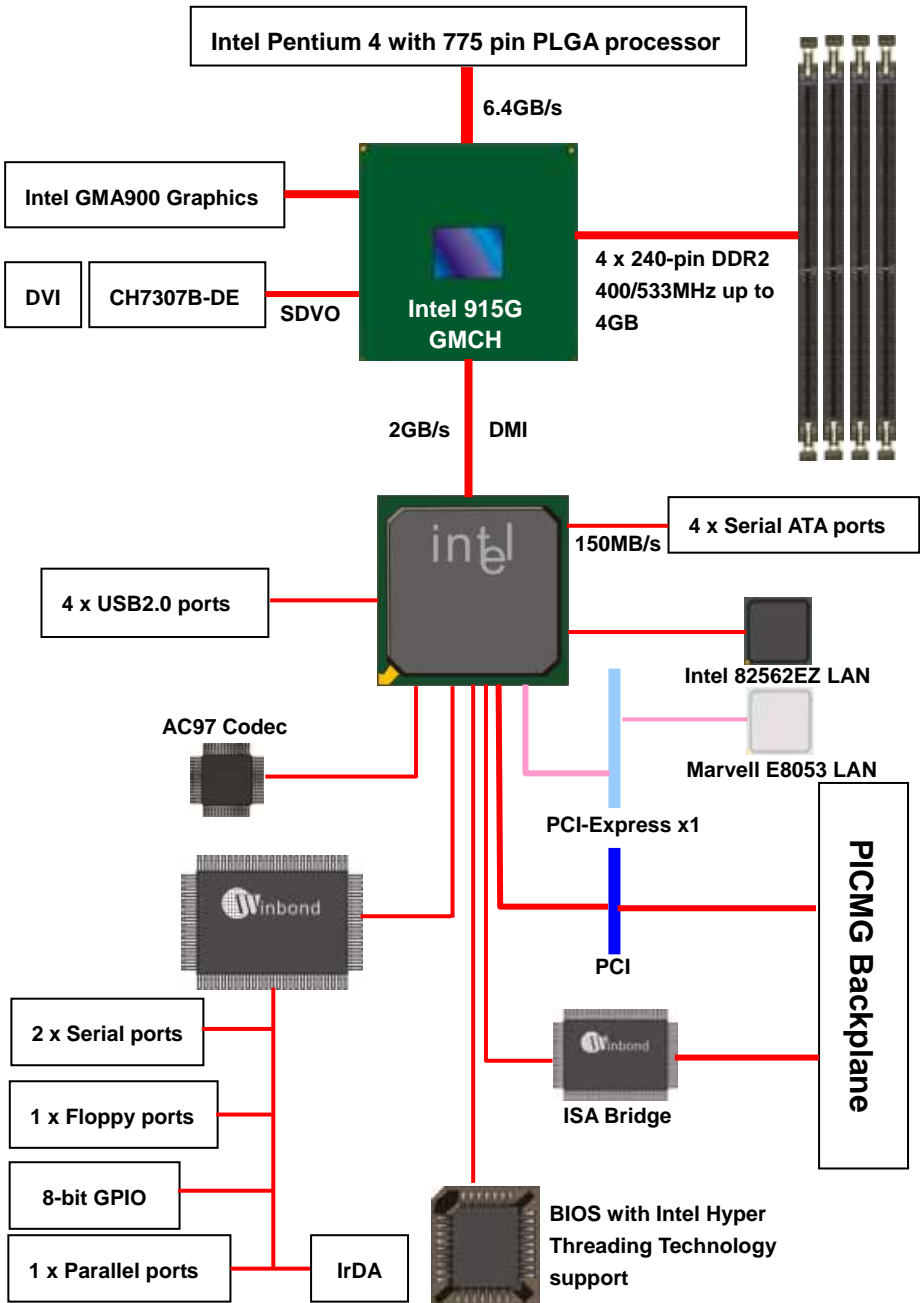 Intel Pentium 4 with 775 pin PLGA processor
6.4GB/s
Intel GMA900 Graphics
DVI
CH7307B-DE
SDVO
Intel 915G
GMCH
4 x 240-pin DDR2
400/533MHz up to
4GB
2GB/s
DMI
intel
150MB/s
4 x Serial ATA ports
4 x USB2.0 ports
Intel 82562EZ LAN
AC97 Codec
Marvell E8053 LAN
PCI-Express x1
PICMG Backplane
Winbond
PCI
2 x Serial ports
Winbond
ISA Bridge
1 x Floppy ports
8-bit GPIO
1 x Parallel ports
IrDA
BIOS with Intel Hyper
Threading Technology
support